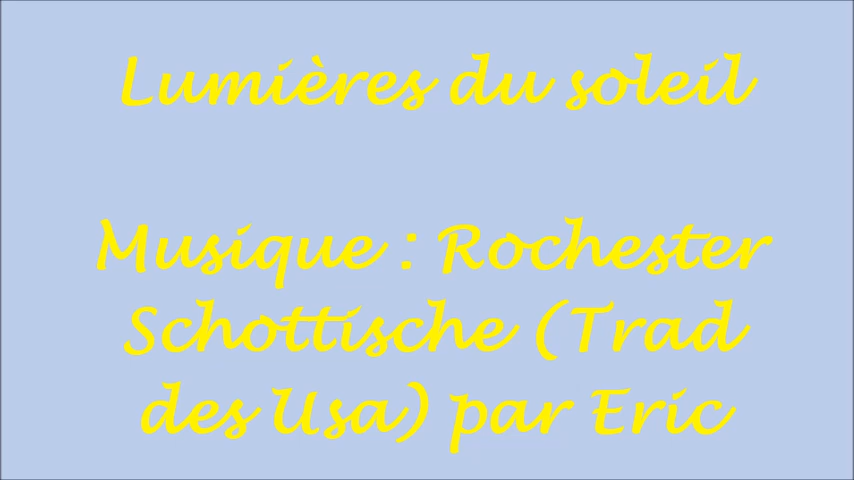 Lumières du soleil
Musique : Rochester
Schottische (Trad
des Usa) par Eric